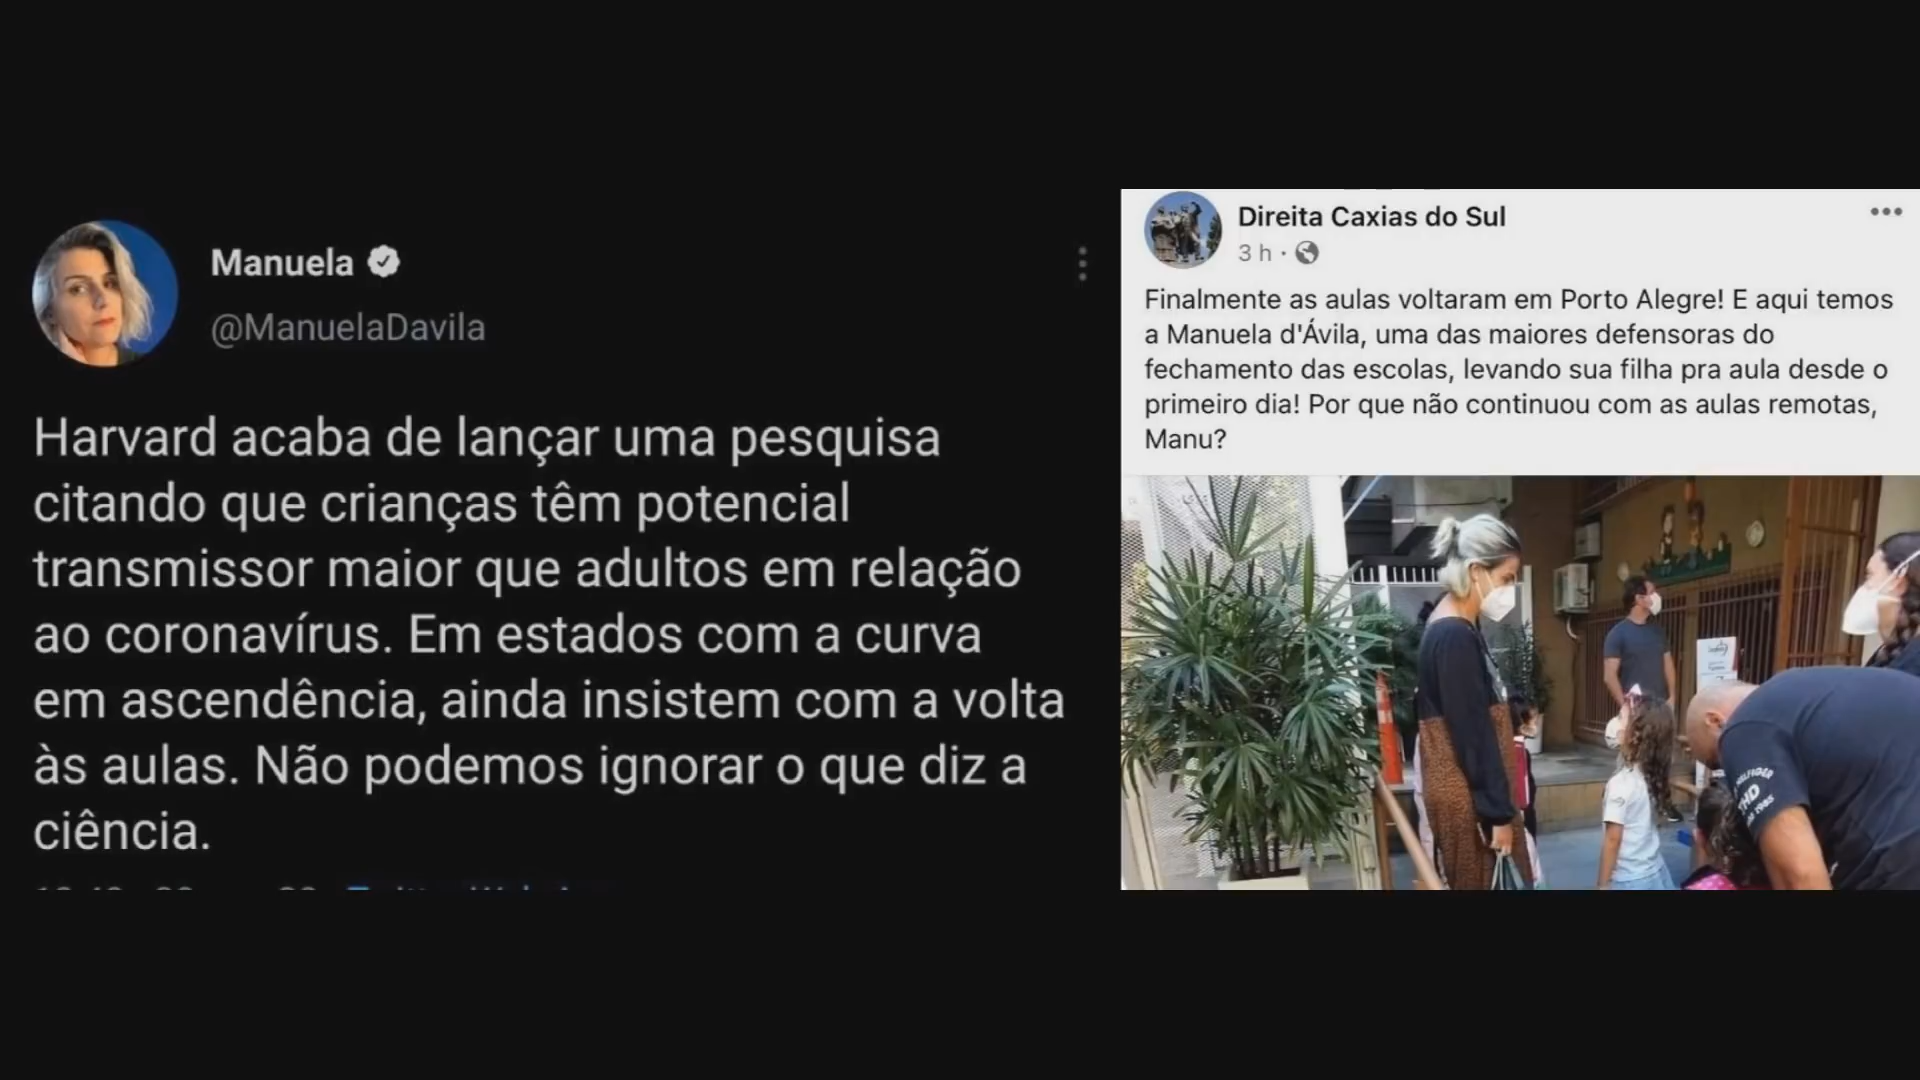 Manuela
@ManuelaDavila
Harvard acaba de lançar uma pesquisa
citando que crianças têm potencial
transmissor maior que adultos em relação
ao coronavírus. Em estados com a curva
em ascendência, ainda insistem com a volta
às aulas. Não podemos ignorar o que diz a
ciência.
Direita Caxias do Sul
3 h ·
Finalmente as aulas voltaram em Porto Alegre! E aqui temos
a Manuela d'Ávila, uma das maiores defensoras do
fechamento das escolas, levando sua filha pra aula desde o
primeiro dia! Por que não continuou com as aulas remotas,
Manu?